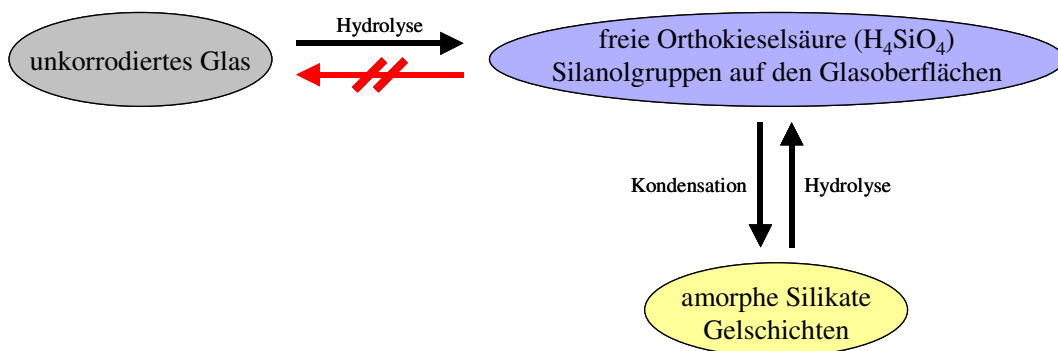 Hydrolyse
unkorrodiertes Glas
freie Orthokieselsäure (H₄SiO₄)
Silanolgruppen auf den Glasoberflächen
Kondensation
Hydrolyse
amorphe Silikate
Gelschichten